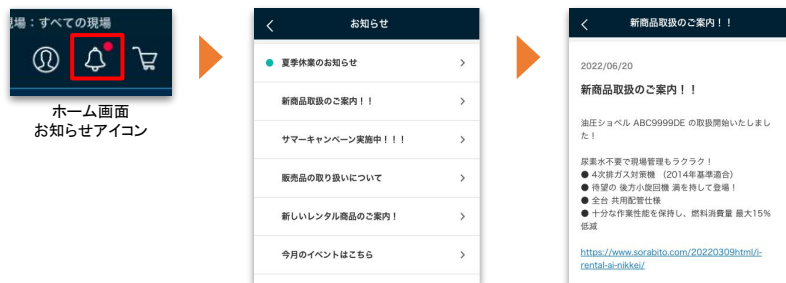 場：すべての現場
ホーム画面
お知らせアイコン
お知らせ
夏季休業のお知らせ
新商品取扱のご案内！！
サマーキャンペーン実施中！！！
販売品の取り扱いについて
新しいレンタル商品のご案内！
今月のイベントはこちら
新商品取扱のご案内！！
2022/06/20
新商品取扱のご案内！！
油圧ショベル ABC9999DE の取扱開始いたしまし
た！
尿素水不要で現場管理もラクラク！
● 4次排ガス対策機 （2014年基準適合）
● 待望の 後方小旋回機 満を持して登場！
● 全台 共用配管仕様
● 十分な作業性能を保持し、燃料消費量 最大15%
低減
https://www.sorabito.com/20220309html/i-
rental-ai-nikkei/